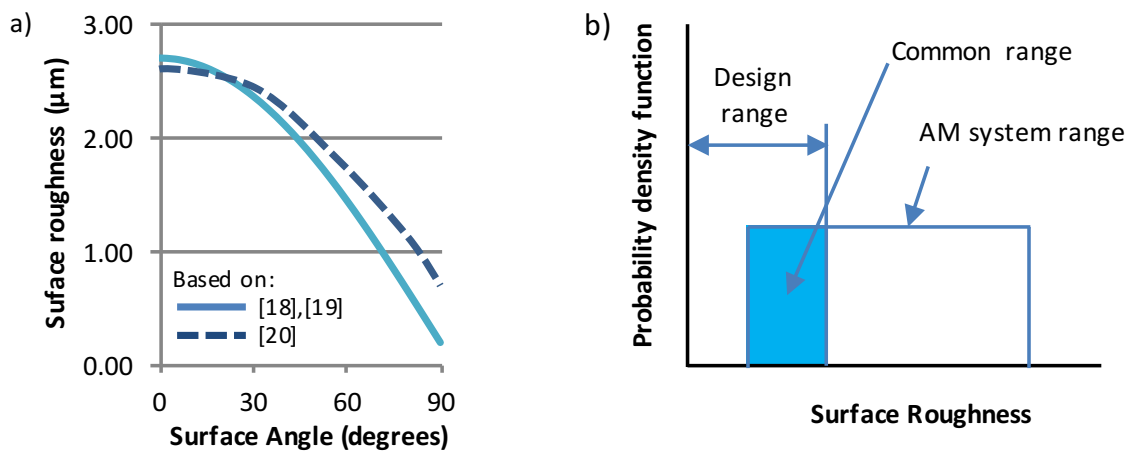 a)
3.00
2.00
1.00
0.00
Suface roughness (μm)
Based on:
[18],[19]
[20]
0
30
60
90
Surface Angle (degrees)
b)
Probability density function
Design
range
Common range
AM system range
Surface Roughness